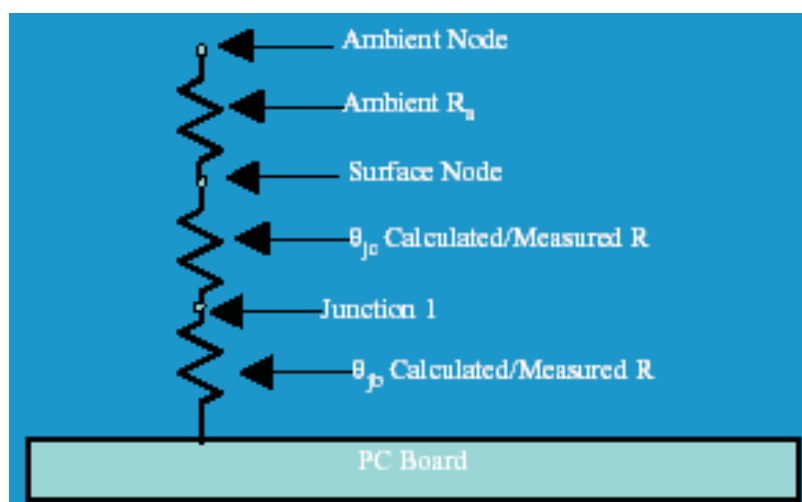 Ambient Node
Ambient Rₐ
Surface Node
θjc Calculated/Measured R
Junction 1
θjb Calculated/Measured R
PC Board